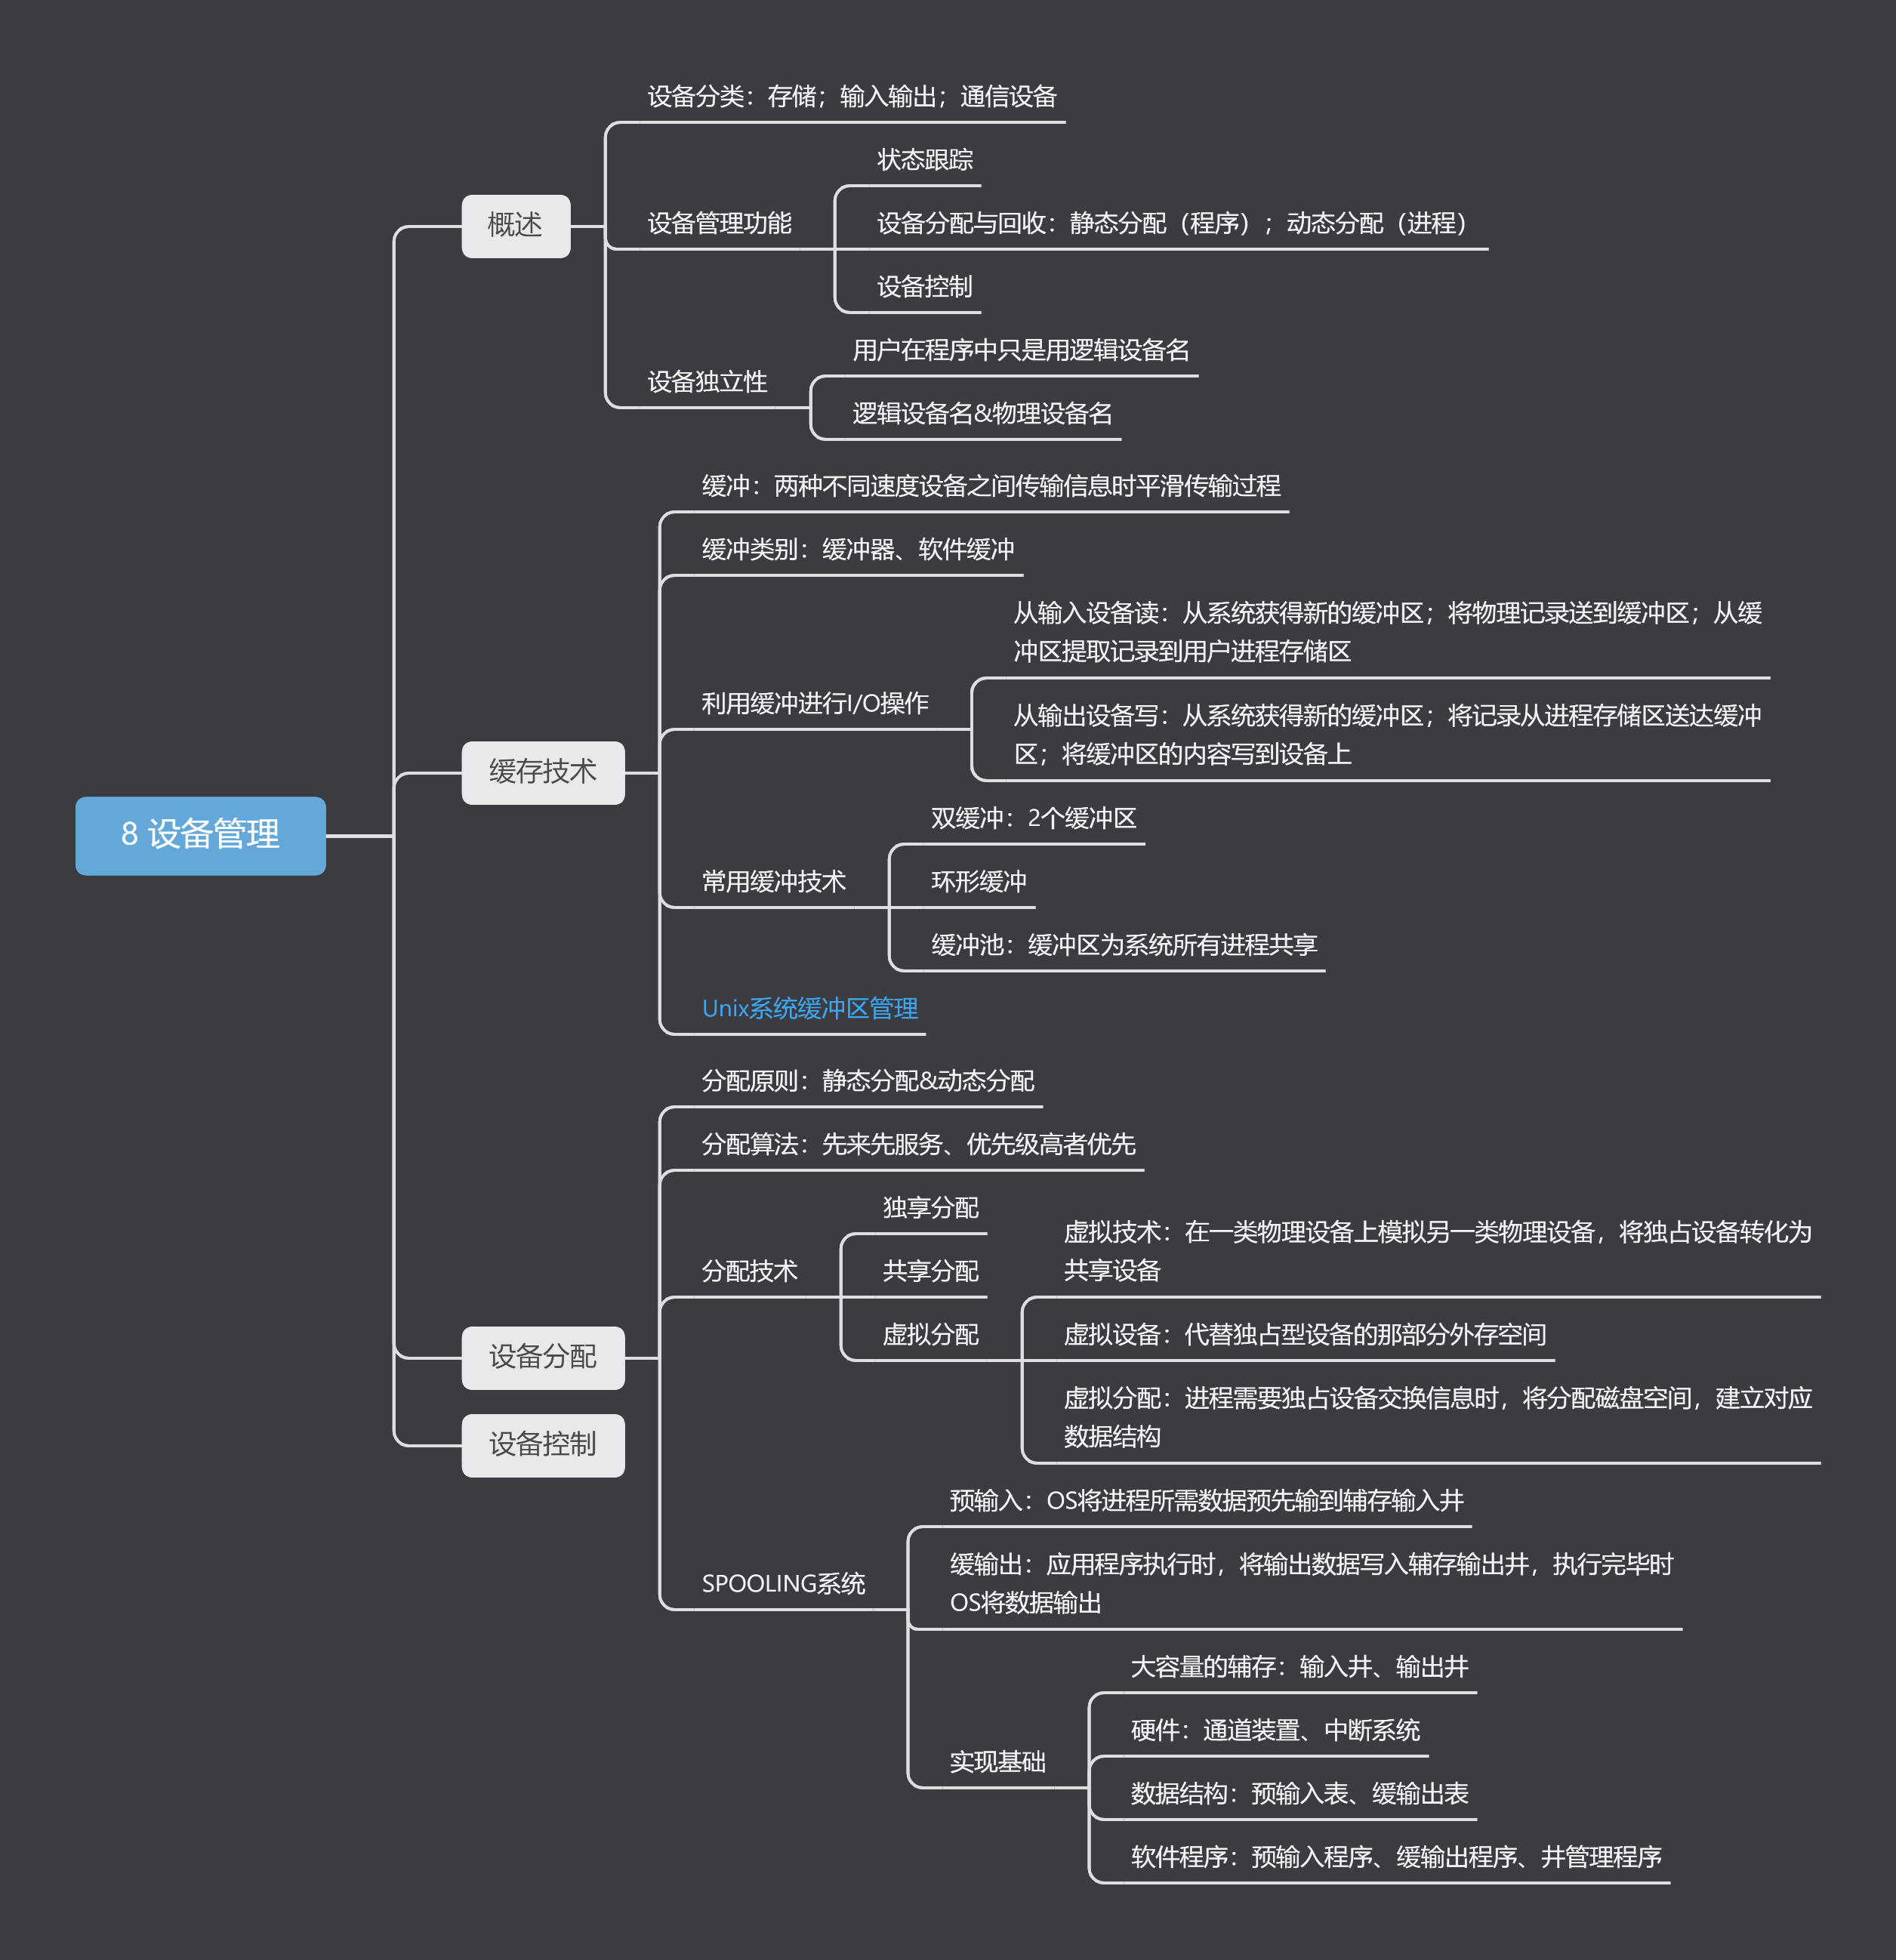 8 设备管理
概述
设备分类：存储；输入输出；通信设备
设备管理功能
状态跟踪
设备分配与回收：静态分配（程序）；动态分配（进程）
设备控制
设备独立性
用户在程序中只是用逻辑设备名
逻辑设备名&物理设备名
缓存技术
缓冲：两种不同速度设备之间传输信息时平滑传输过程
缓冲类别：缓冲器、软件缓冲
利用缓冲进行I/O操作
从输入设备读：从系统获得新的缓冲区；将物理记录送到缓冲区；从缓
冲区提取记录到用户进程存储区
从输出设备写：从系统获得新的缓冲区；将记录从进程存储区送达缓冲
区；将缓冲区的内容写到设备上
常用缓冲技术
双缓冲：2个缓冲区
环形缓冲
缓冲池：缓冲区为系统所有进程共享
Unix系统缓冲区管理
设备分配
分配原则：静态分配&动态分配
分配算法：先来先服务、优先级高者优先
分配技术
独享分配
共享分配
虚拟分配
虚拟技术：在一类物理设备上模拟另一类物理设备，将独占设备转化为
共享设备
虚拟设备：代替独占型设备的那部分外存空间
虚拟分配：进程需要独占设备交换信息时，将分配磁盘空间，建立对应
数据结构
SPOOLING系统
预输入：OS将进程所需数据预先输到辅存输入井
缓输出：应用程序执行时，将输出数据写入辅存输出井，执行完毕时
OS将数据输出
实现基础
大容量的辅存：输入井、输出井
硬件：通道装置、中断系统
数据结构：预输入表、缓输出表
软件程序：预输入程序、缓输出程序、井管理程序
设备控制